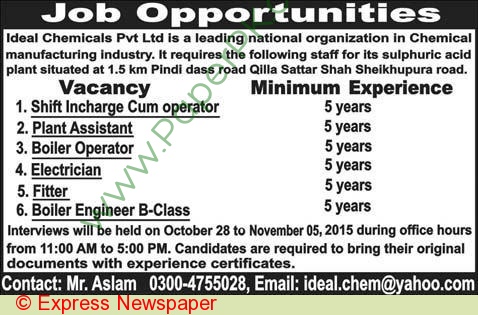 Job Opportunities
Ideal Chemicals Pvt Ltd is a leading national organization in Chemical
manufacturing industry. It requires the following staff for its sulphuric acid
plant situated at 1.5 km Pindi dass road Qilla Sattar Shah Sheikhupura road.
Vacancy Minimum Experience
1. Shift Incharge Cum operator 5 years
2. Plant Assistant 5 years
3. Boiler Operator 5 years
4. Electrician 5 years
5. Fitter 5 years
6. Boiler Engineer B-Class 5 years
Interviews will be held on October 28 to November 05, 2015 during office hours
from 11:00 AM to 5:00 PM. Candidates are required to bring their original
documents with experience certificates.
Contact: Mr. Aslam 0300-4755028, Email: ideal.chem@yahoo.com
© Express Newspaper